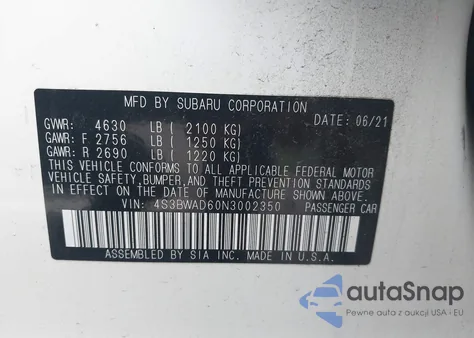 MFD BY SUBARU CORPORATION
GVWR: 4630 LB ( 2100 KG) DATE: 06/21
GAWR: F 2756 LB ( 1250 KG)
GAWR: R 2690 LB ( 1220 KG)
THIS VEHICLE CONFORMS TO ALL APPLICABLE FEDERAL MOTOR
VEHICLE SAFETY, BUMPER, AND THEFT PREVENTION STANDARDS
IN EFFECT ON THE DATE OF MANUFACTURE SHOWN ABOVE.
VIN: 4S3BWAD60N3002350 PASSENGER CAR
ASSEMBLED BY SIA INC. MADE IN U.S.A.
autoSnap
Pewne auta z aukcji USA i EU